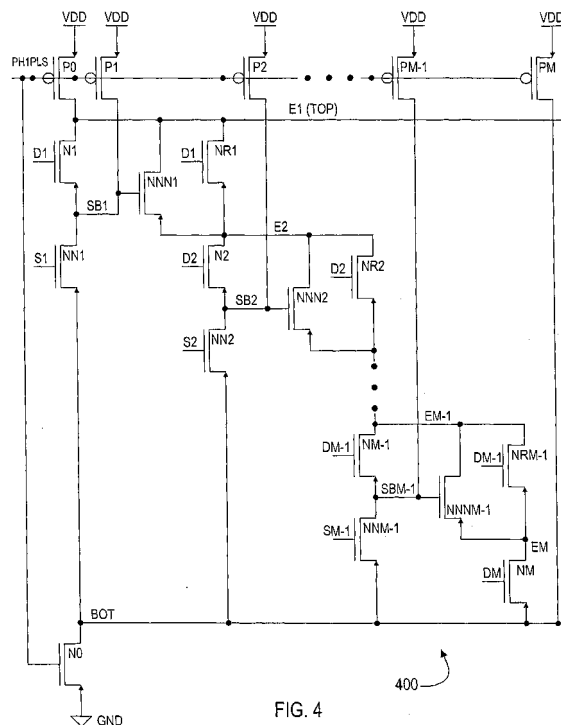 VDD VDD VDD VDD VDD
PH1PLS P0 P1 P2 PM-1 PM
E1 (TOP)
D1 N1 D1 NR1
NNN1
SB1
E2
S1 NN1 D2 N2 D2 NR2
SB2 NNN2
S2 NN2
EM-1
DM-1 NM-1 DM-1 NRM-1
SBM-1
NNNM-1
SM-1 NNM-1
EM
DM NM
BOT
N0
400
GND
FIG. 4